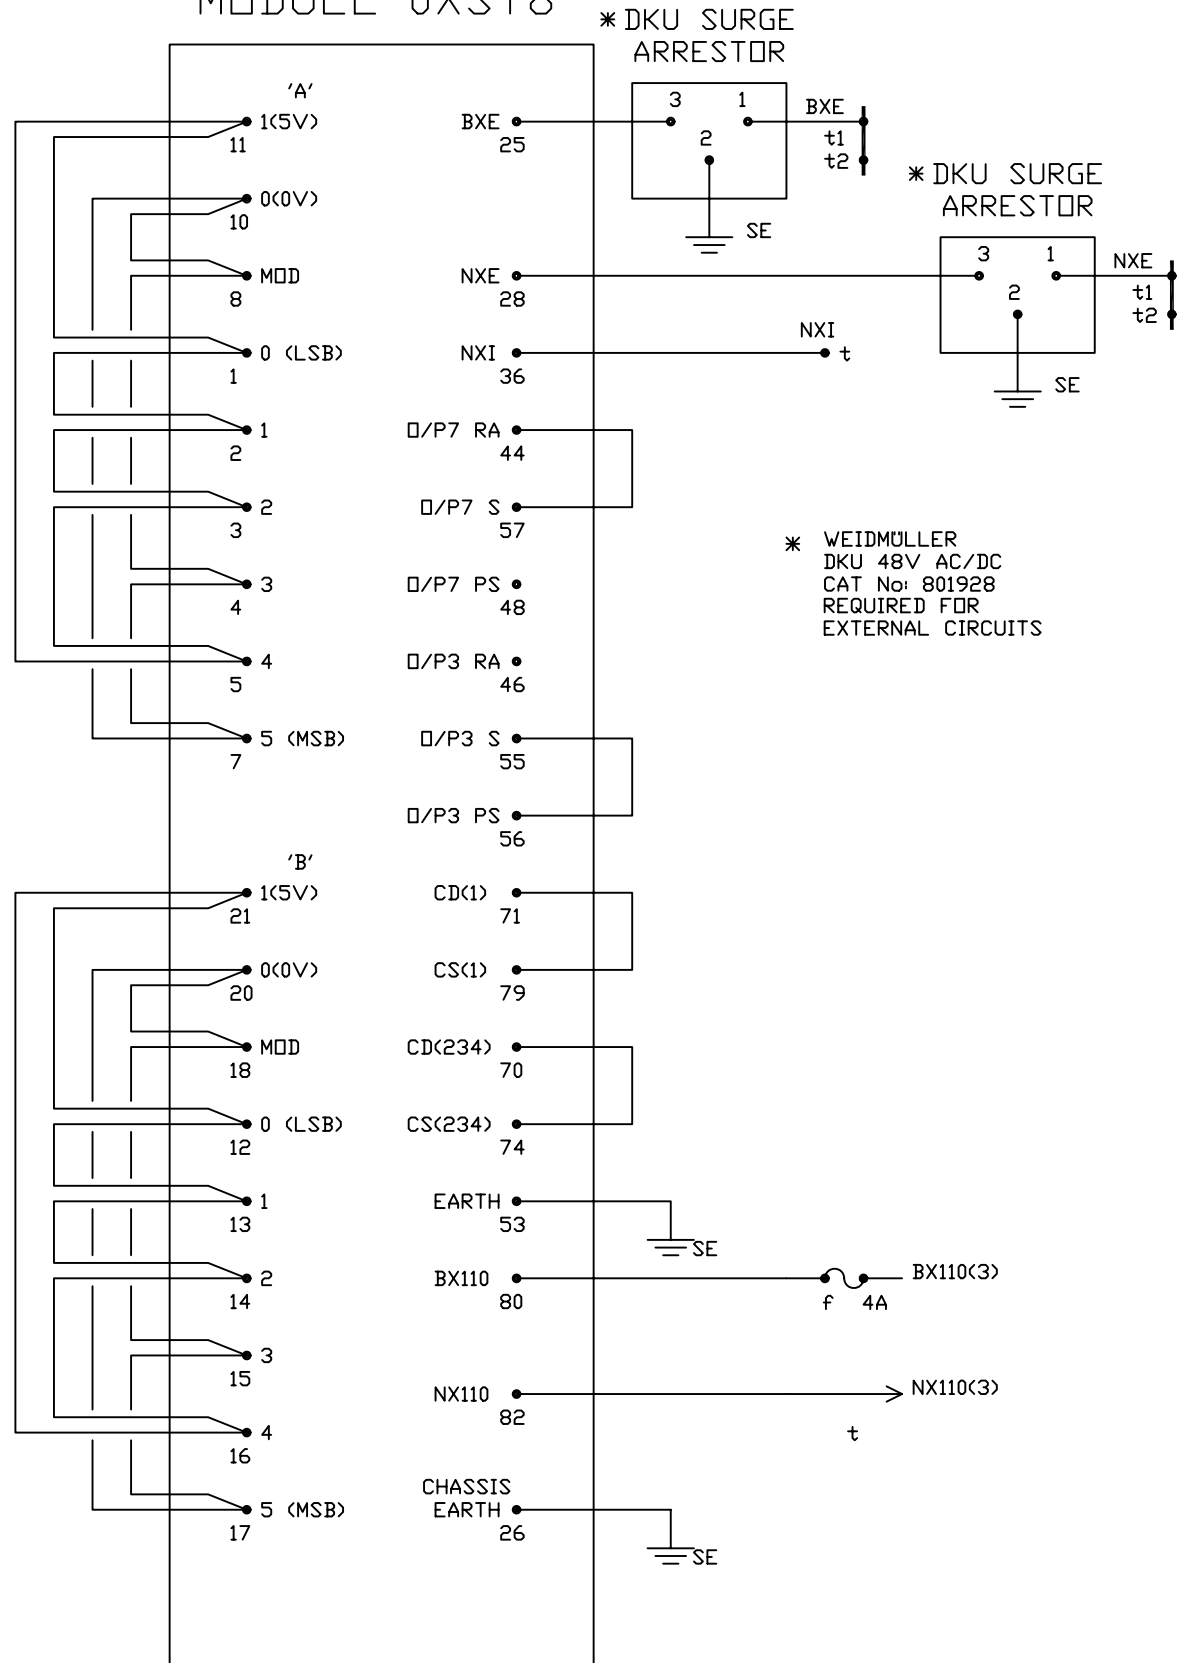 MODULE
* DKU SURGE
ARRESTOR
'A'
1(5V)
11
0(0V)
10
MOD
8
0 (LSB)
1
1
2
2
3
3
4
4
5
5 (MSB)
7
'B'
1(5V)
21
0(0V)
20
MOD
18
0 (LSB)
12
1
13
2
14
3
15
4
16
5 (MSB)
17
BXE
25
NXE
28
NXI
36
O/P7 RA
44
O/P7 S
57
O/P7 PS
48
O/P3 RA
46
O/P3 S
55
O/P3 PS
56
CD(1)
71
CS(1)
79
CD(234)
70
CS(234)
74
EARTH
53
BX110
80
NX110
82
CHASSIS
EARTH
26
3 1
2
SE
BXE
t1
t2
* DKU SURGE
ARRESTOR
3 1
2
SE
NXE
t1
t2
NXI
t
* WEIDMÜLLER
DKU 48V AC/DC
CAT No: 801928
REQUIRED FOR
EXTERNAL CIRCUITS
SE
f 4A
BX110(3)
NX110(3)
t
SE